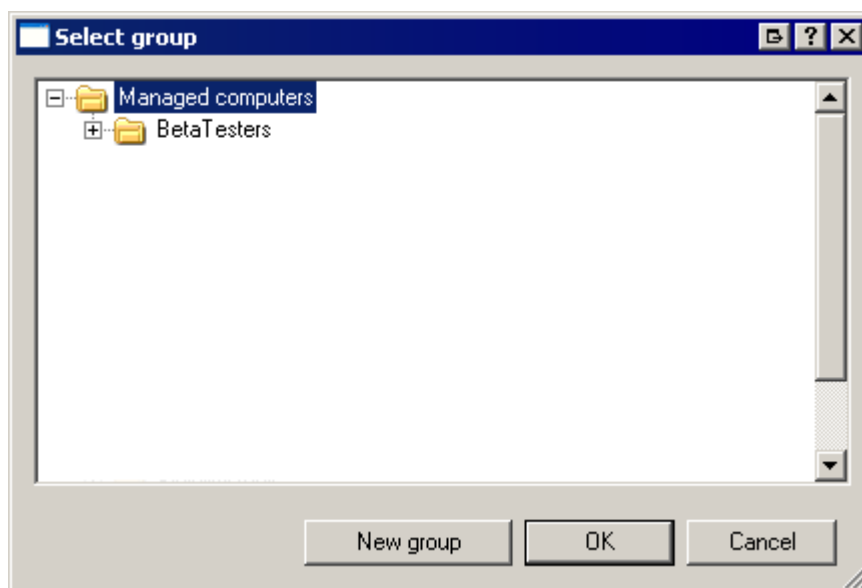 Select group
Managed computers
BetaTesters
New group
OK
Cancel